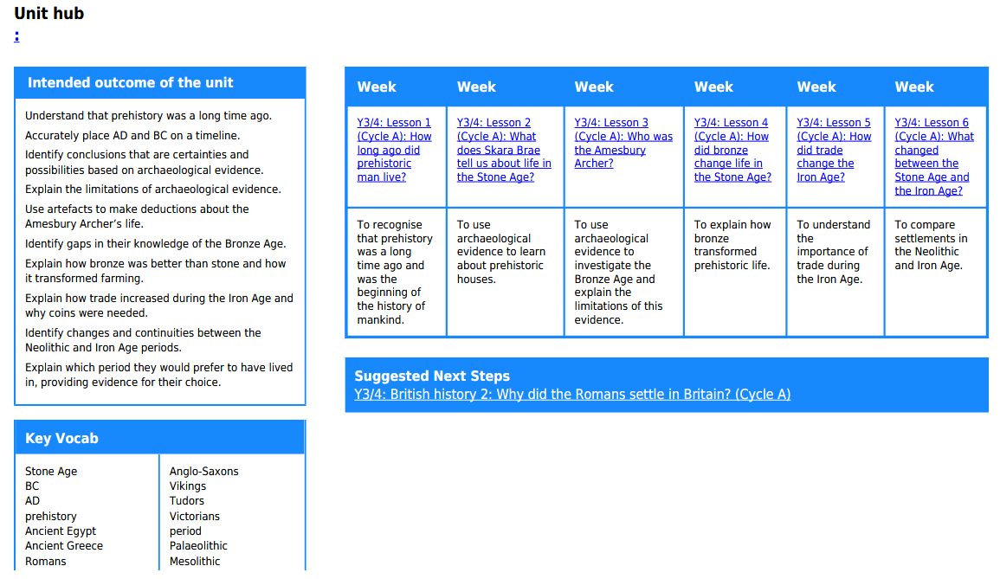 Unit hub
:
Intended outcome of the unit
Understand that prehistory was a long time ago.
Accurately place AD and BC on a timeline.
Identify conclusions that are certainties and
possibilities based on archaeological evidence.
Explain the limitations of archaeological evidence.
Use artefacts to make deductions about the
Amesbury Archer’s life.
Identify gaps in their knowledge of the Bronze Age.
Explain how bronze was better than stone and how
it transformed farming.
Explain how trade increased during the Iron Age and
why coins were needed.
Identify changes and continuities between the
Neolithic and Iron Age periods.
Explain which period they would prefer to have lived
in, providing evidence for their choice.
Key Vocab
Stone Age
BC
AD
prehistory
Ancient Egypt
Ancient Greece
Romans
Anglo-Saxons
Vikings
Tudors
Victorians
period
Palaeolithic
Mesolithic
Week
Week
Week
Week
Week
Week
Y3/4: Lesson 1
(Cycle A): How
long ago did
prehistoric
man live?
Y3/4: Lesson 2
(Cycle A): What
does Skara Brae
tell us about life in
the Stone Age?
Y3/4: Lesson 3
(Cycle A): Who was
the Amesbury
Archer?
Y3/4: Lesson 4
(Cycle A): How
did bronze
change life in
the Stone Age?
Y3/4: Lesson 5
(Cycle A): How
did trade
change the
Iron Age?
Y3/4: Lesson 6
(Cycle A): What
changed
between the
Stone Age and
the Iron Age?
To recognise
that prehistory
was a long
time ago and
was the
beginning of
the history of
mankind.
To use
archaeological
evidence to learn
about prehistoric
houses.
To use
archaeological
evidence to
investigate the
Bronze Age and
explain the
limitations of this
evidence.
To explain how
bronze
transformed
prehistoric life.
To understand
the
importance of
trade during
the Iron Age.
To compare
settlements in
the Neolithic
and Iron Age.
Suggested Next Steps
Y3/4: British history 2: Why did the Romans settle in Britain? (Cycle A)